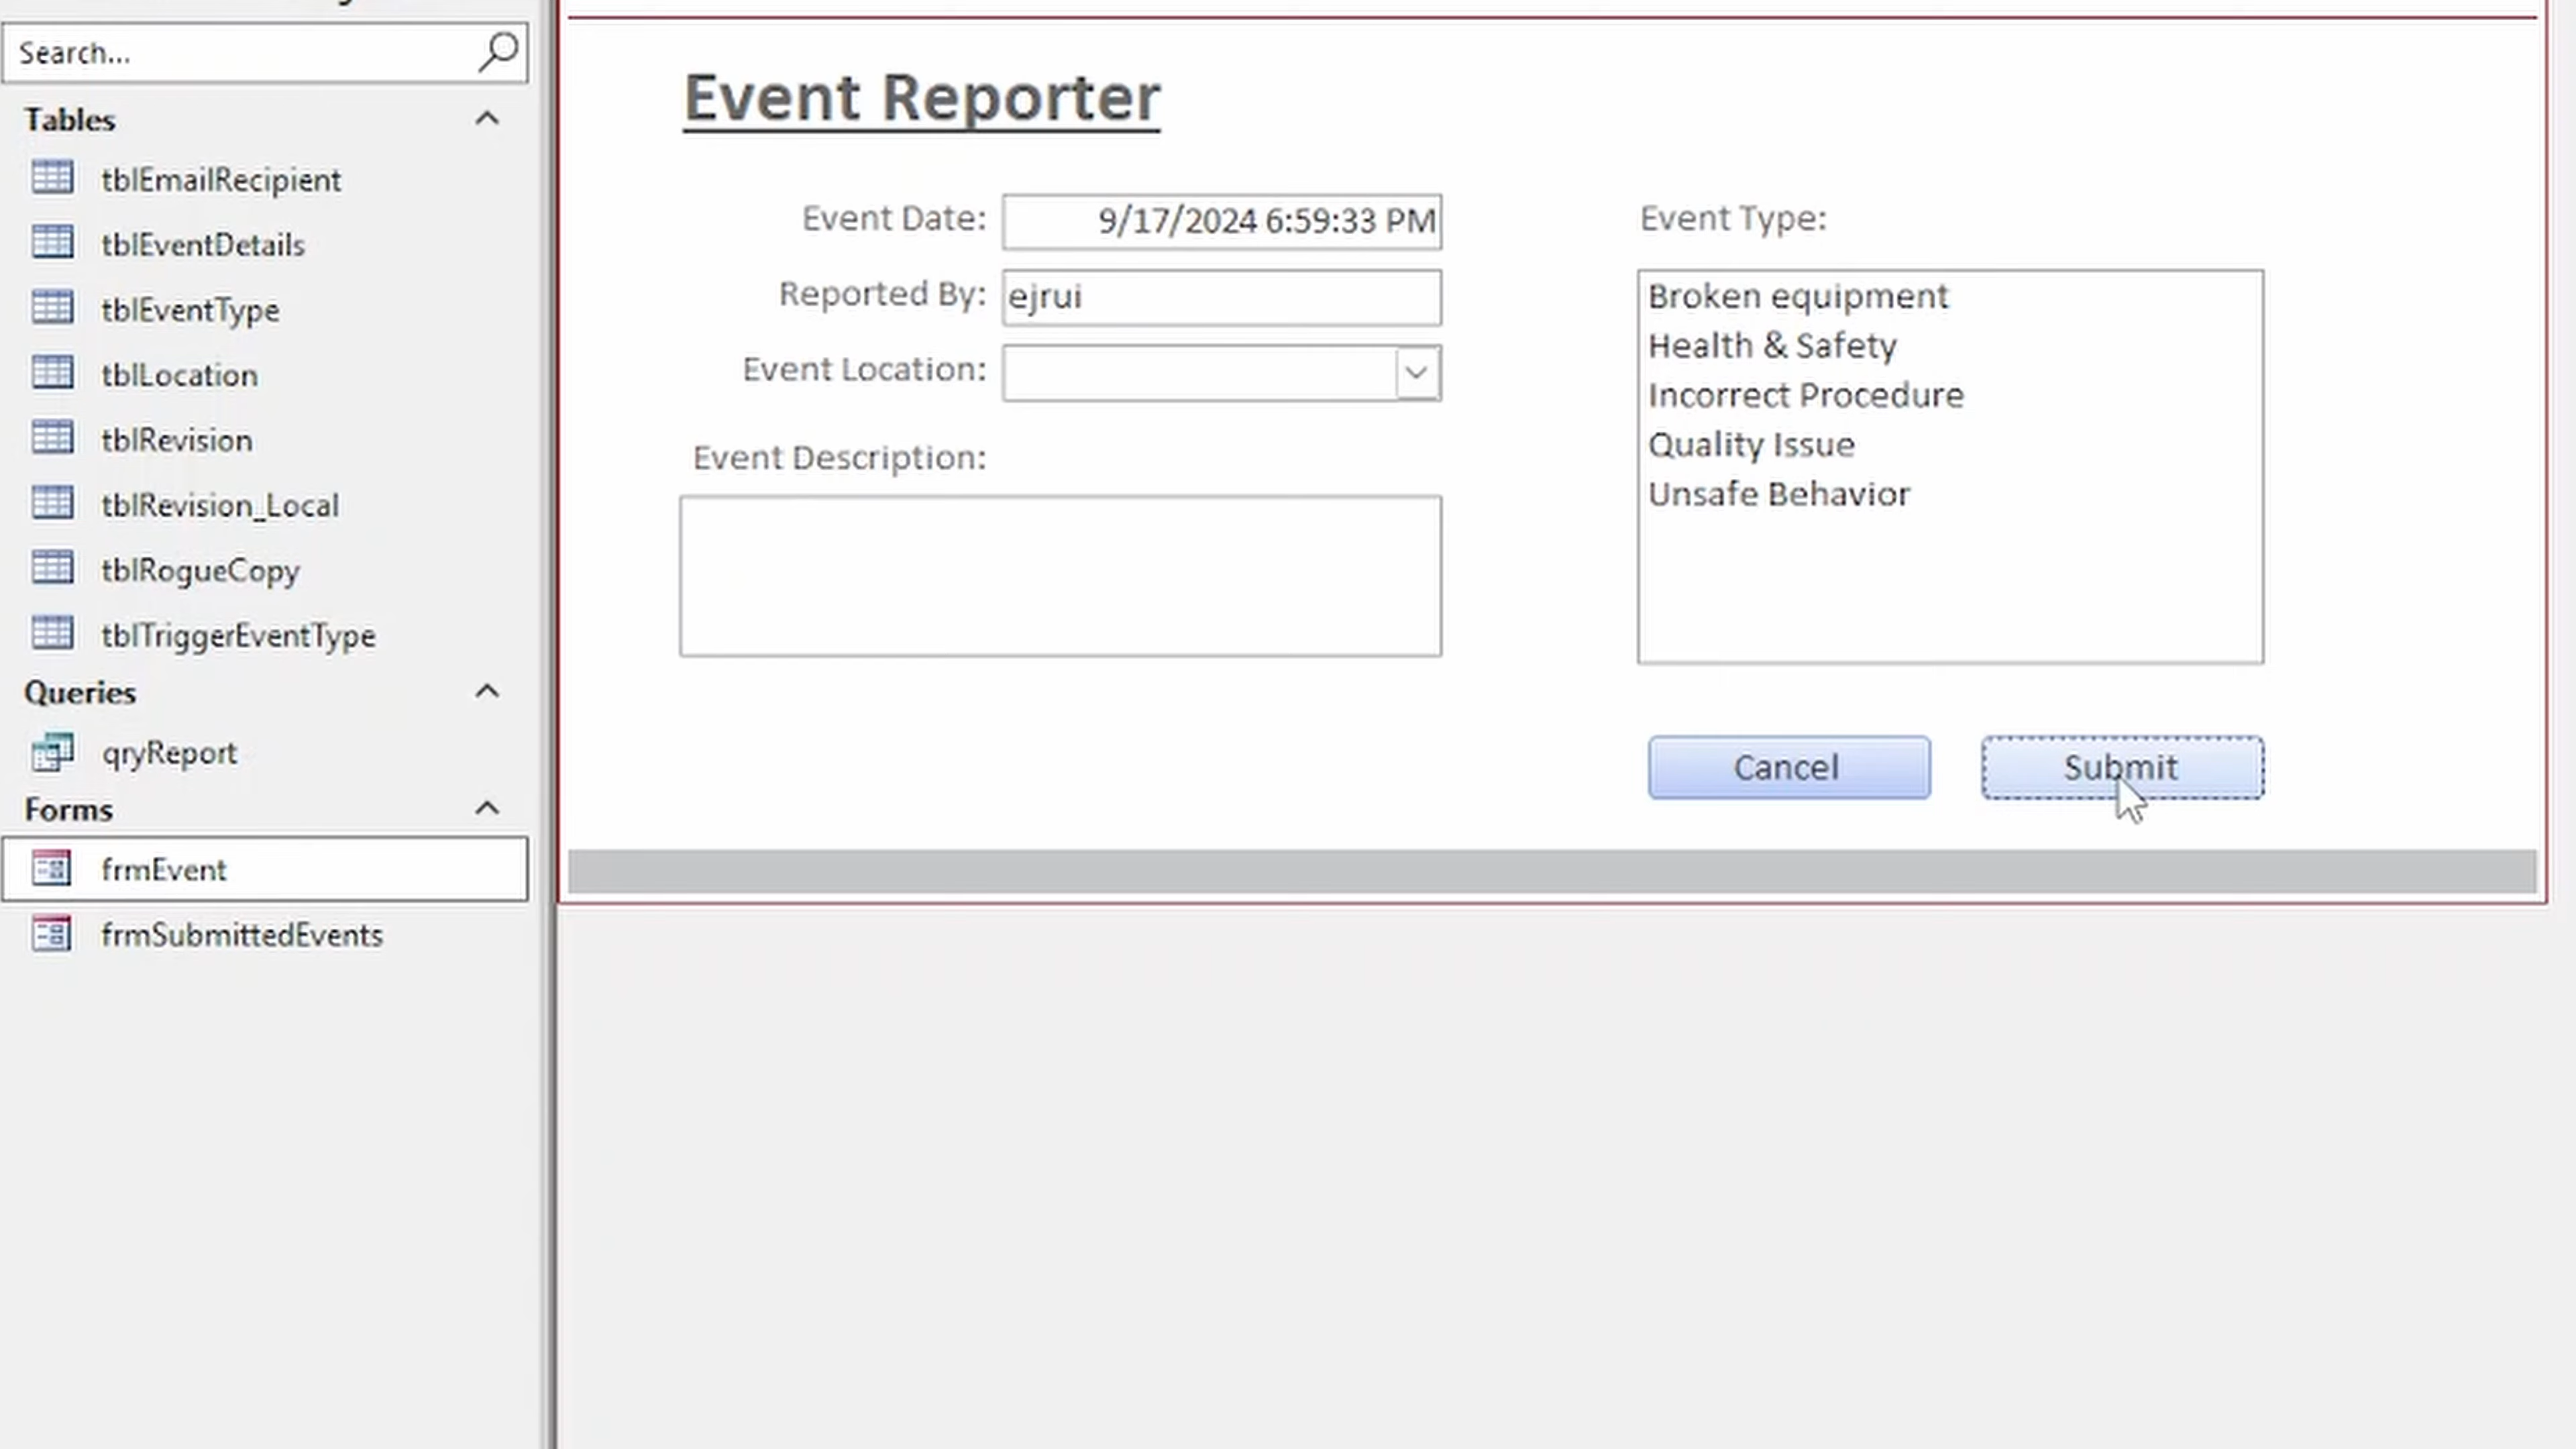 Search...
Tables
tblEmailRecipient
tblEventDetails
tblEventType
tblLocation
tblRevision
tblRevision_Local
tblRogueCopy
tblTriggerEventType
Queries
qryReport
Forms
frmEvent
frmSubmittedEvents
Event Reporter
Event Date: 9/17/2024 6:59:33 PM
Reported By: ejrui
Event Location:
Event Description:
Event Type:
Broken equipment
Health & Safety
Incorrect Procedure
Quality Issue
Unsafe Behavior
Cancel Submit